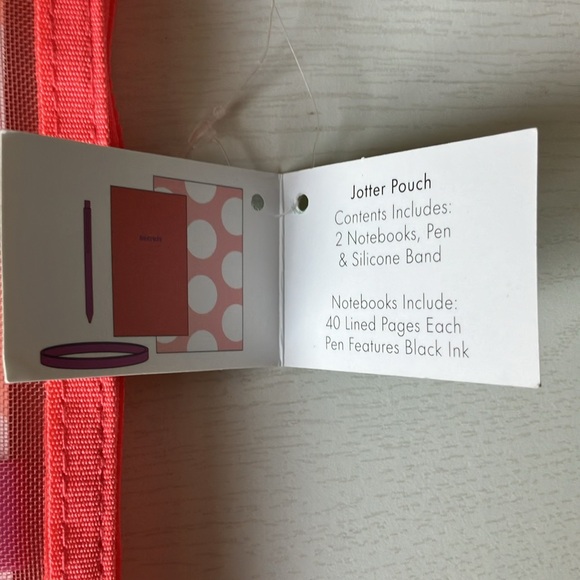 Jotter Pouch
Contents Includes:
2 Notebooks, Pen
& Silicone Band
Notebooks Include:
40 Lined Pages Each
Pen Features Black Ink